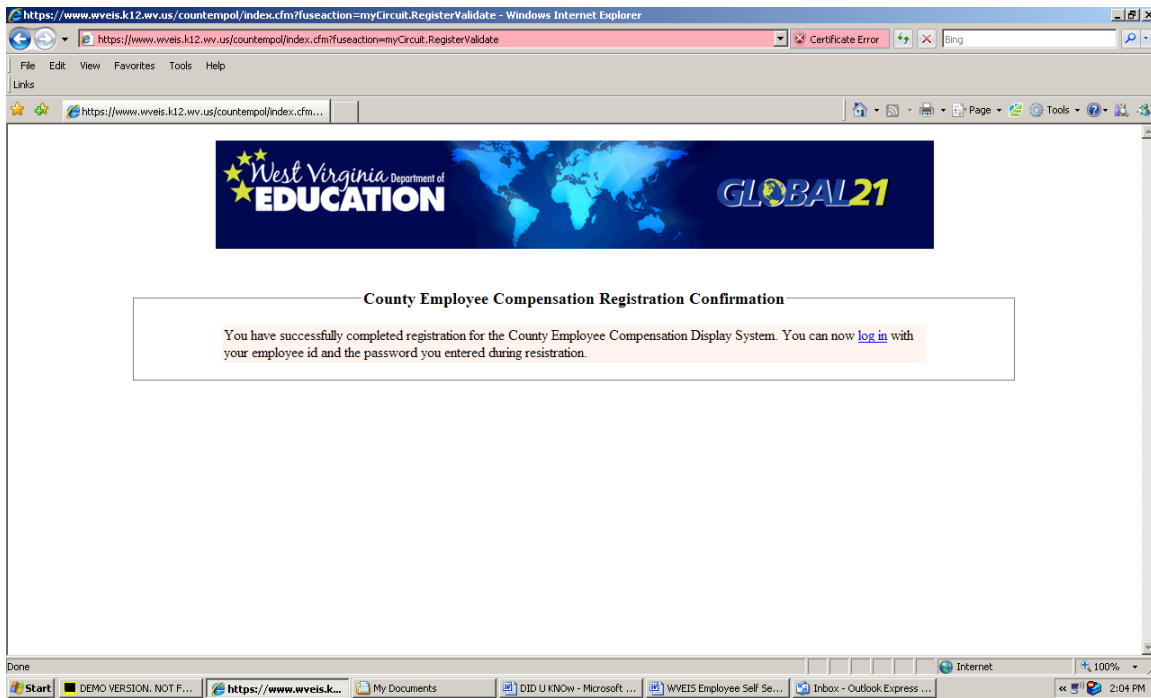 https://www.wveis.k12.wv.us/countempol/index.cfm?fuseaction=myCircuit.RegisterValidate - Windows Internet Explorer
https://www.wveis.k12.wv.us/countempol/index.cfm?fuseaction=myCircuit.RegisterValidate Certificate Error Bing
File Edit View Favorites Tools Help
Links
https://www.wveis.k12.wv.us/countempol/index.cfm... Page Tools
West Virginia Department of
EDUCATION
GLOBAL21
County Employee Compensation Registration Confirmation
You have successfully completed registration for the County Employee Compensation Display System. You can now log in with
your employee id and the password you entered during resistration.
Done Internet 100%
Start DEMO VERSION. NOT F... https://www.wveis.k... My Documents DID U KNOw - Microsoft ... WVEIS Employee Self Se... Inbox - Outlook Express ... 2:04 PM